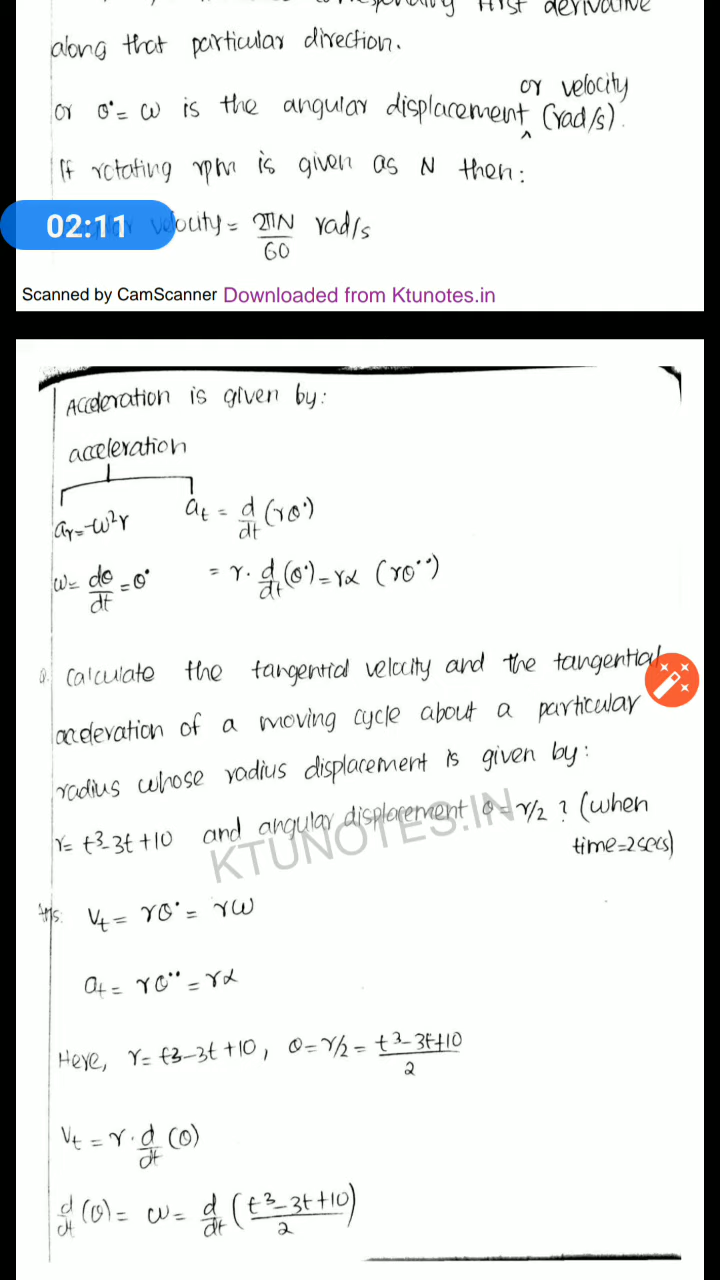 along that particular direction.
or velocity
or θ˙= ω is the angular displacement ^ (rad/s).
If rotating rpm is given as N then:
02:11
velocity = 2πN/60 rad/s
Scanned by CamScanner Downloaded from Ktunotes.in
Acceleration is given by:
acceleration
aᵣ=-ω²r
aₜ = d/dt (rθ˙)
ω= dθ/dt =θ˙
= r. d/dt (θ˙) = rα (rθ¨)
Q. Calculate the tangential velocity and the tangential
acceleration of a moving cycle about a particular
radius whose radius displacement is given by:
r= t³-3t+10 and angular displacement θ=r/2 ? (when
time=2secs)
KTUNOTES.IN
Ans: Vₜ = rθ˙ = rω
aₜ = rθ¨ = rα
Here, r= t³-3t+10, θ=r/2 = t³-3t+10/2
Vₜ = r. d/dt (θ)
d/dt (θ) = ω = d/dt (t³-3t+10/2)